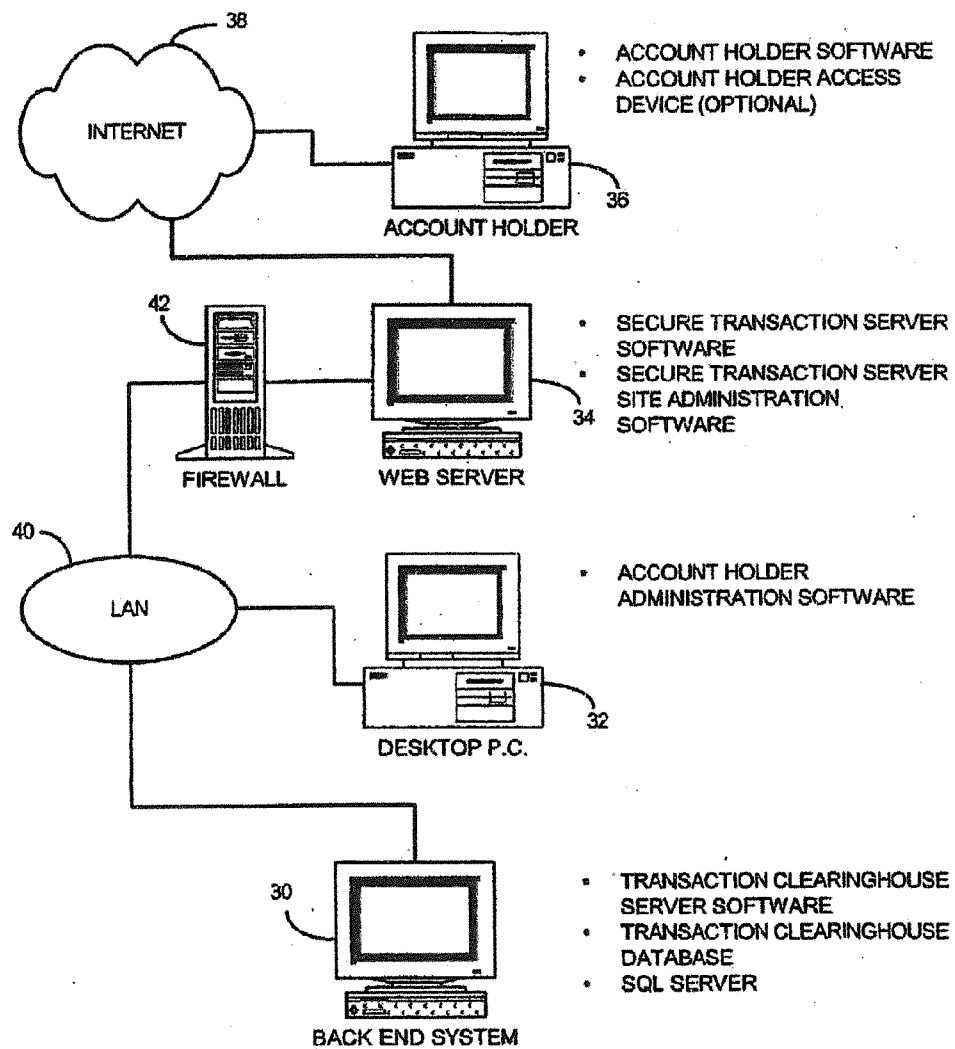 38
INTERNET
• ACCOUNT HOLDER SOFTWARE
• ACCOUNT HOLDER ACCESS
DEVICE (OPTIONAL)
36
ACCOUNT HOLDER
42
• SECURE TRANSACTION SERVER
SOFTWARE
• SECURE TRANSACTION SERVER
SITE ADMINISTRATION
SOFTWARE
34
FIREWALL
WEB SERVER
40
LAN
• ACCOUNT HOLDER
ADMINISTRATION SOFTWARE
32
DESKTOP P.C.
30
• TRANSACTION CLEARINGHOUSE
SERVER SOFTWARE
• TRANSACTION CLEARINGHOUSE
DATABASE
• SQL SERVER
BACK END SYSTEM